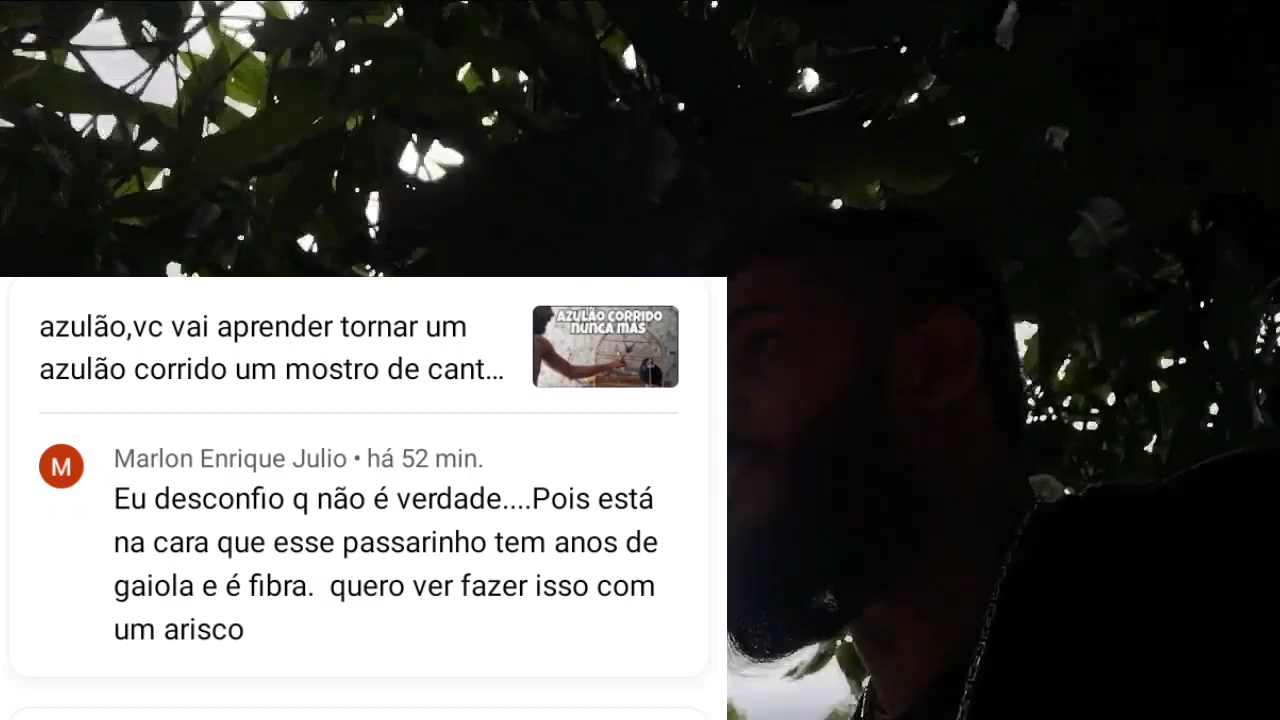 azulão,vc vai aprender tornar um
azulão corrido um mostro de cant...
AZULÃO CORRIDO
NUNCA MAS
M
Marlon Enrique Julio • há 52 min.
Eu desconfio q não é verdade....Pois está
na cara que esse passarinho tem anos de
gaiola e é fibra. quero ver fazer isso com
um arisco